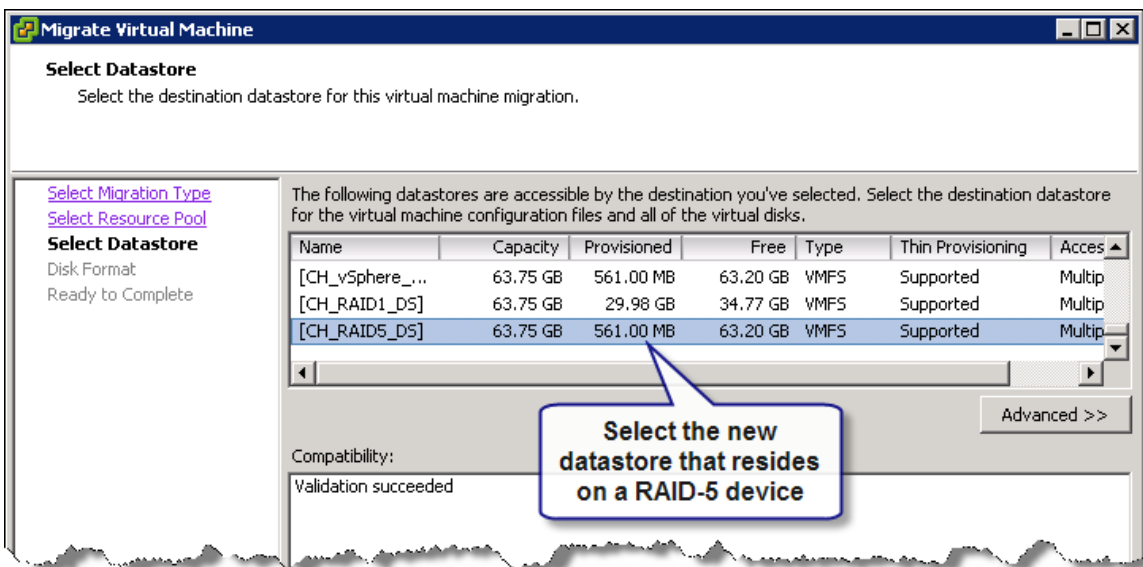 Migrate Virtual Machine
Select Datastore
Select the destination datastore for this virtual machine migration.
Select Migration Type
Select Resource Pool
Select Datastore
Disk Format
Ready to Complete
The following datastores are accessible by the destination you've selected. Select the destination datastore
for the virtual machine configuration files and all of the virtual disks.
Name Capacity Provisioned Free Type Thin Provisioning Acces
[CH_vSphere_... 63.75 GB 561.00 MB 63.20 GB VMFS Supported Multip
[CH_RAID1_DS] 63.75 GB 29.98 GB 34.77 GB VMFS Supported Multip
[CH_RAID5_DS] 63.75 GB 561.00 MB 63.20 GB VMFS Supported Multip
Advanced >>
Select the new
datastore that resides
on a RAID-5 device
Compatibility:
Validation succeeded